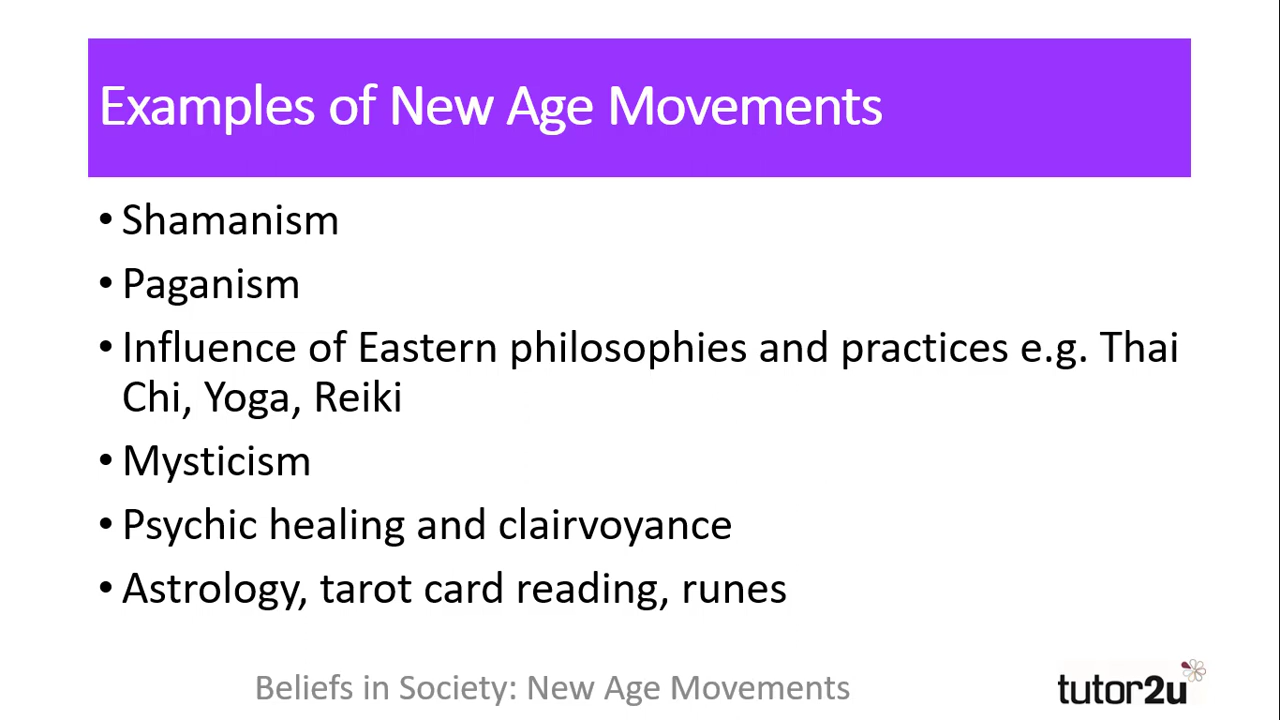 Examples of New Age Movements
• Shamanism
• Paganism
• Influence of Eastern philosophies and practices e.g. Thai
Chi, Yoga, Reiki
• Mysticism
• Psychic healing and clairvoyance
• Astrology, tarot card reading, runes
Beliefs in Society: New Age Movements
tutor2u